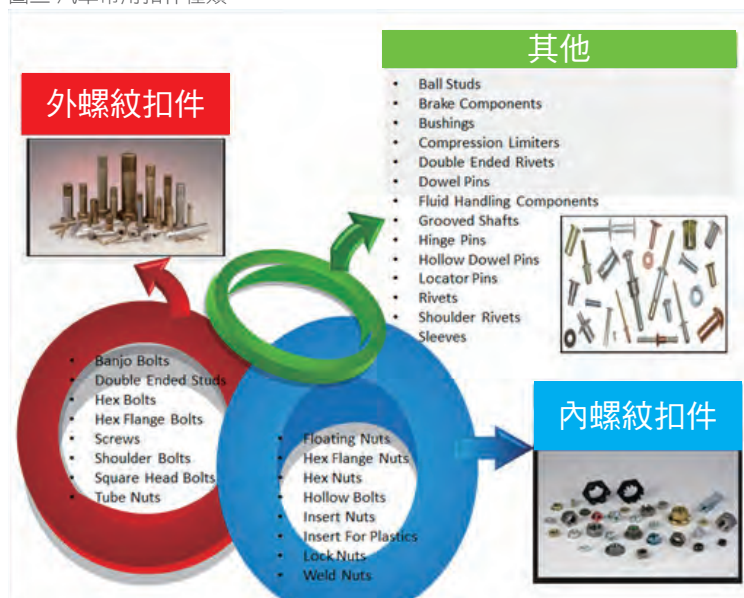 其他
外螺紋扣件
• Ball Studs
• Brake Components
• Bushings
• Compression Limiters
• Double Ended Rivets
• Dowel Pins
• Fluid Handling Components
• Grooved Shafts
• Hinge Pins
• Hollow Dowel Pins
• Locator Pins
• Rivets
• Shoulder Rivets
Sleeves
• Banjo Bolts
• Double Ended Studs
• Hex Bolts
• Hex Flange Bolts
• Screws
• Shoulder Bolts
• Square Head Bolts
• Tube Nuts
內螺紋扣件
• Floating Nuts
• Hex Flange Nuts
• Hex Nuts
• Hollow Bolts
• Insert Nuts
• Insert For Plastics
• Lock Nuts
• Weld Nuts